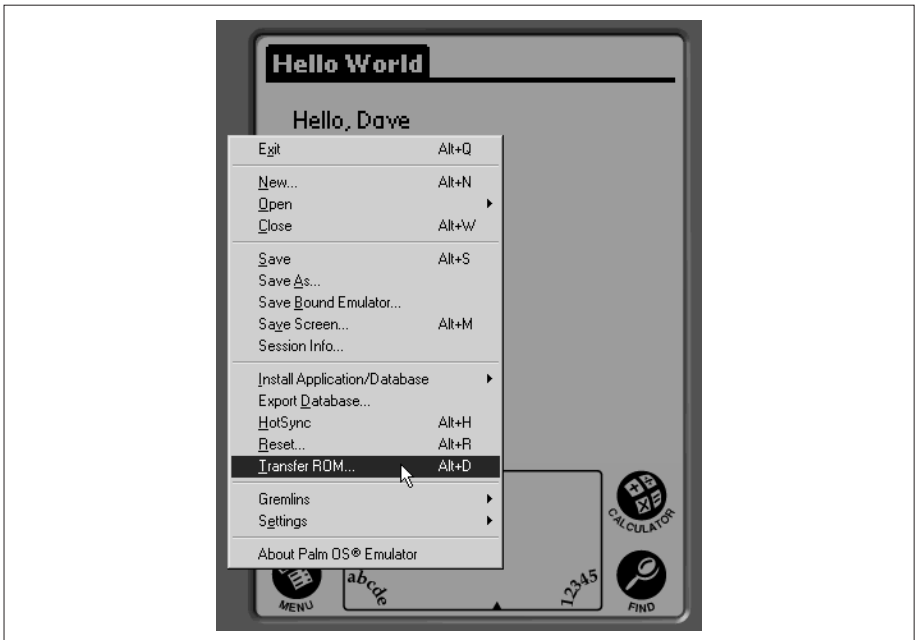 Hello World
Hello, Dave
Exit Alt+Q
New... Alt+N
Open
Close Alt+W
Save Alt+S
Save As...
Save Bound Emulator...
Save Screen... Alt+M
Session Info...
Install Application/Database
Export Database...
HotSync Alt+H
Reset... Alt+R
Transfer ROM... Alt+D
Gremlins
Settings
About Palm OS® Emulator
CALCULATOR
MENU
abcde
12345
FIND